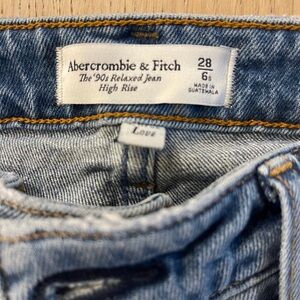 Abercrombie & Fitch
The '90s Relaxed Jean
High Rise
28
6s
MADE IN
GUATEMALA
Love